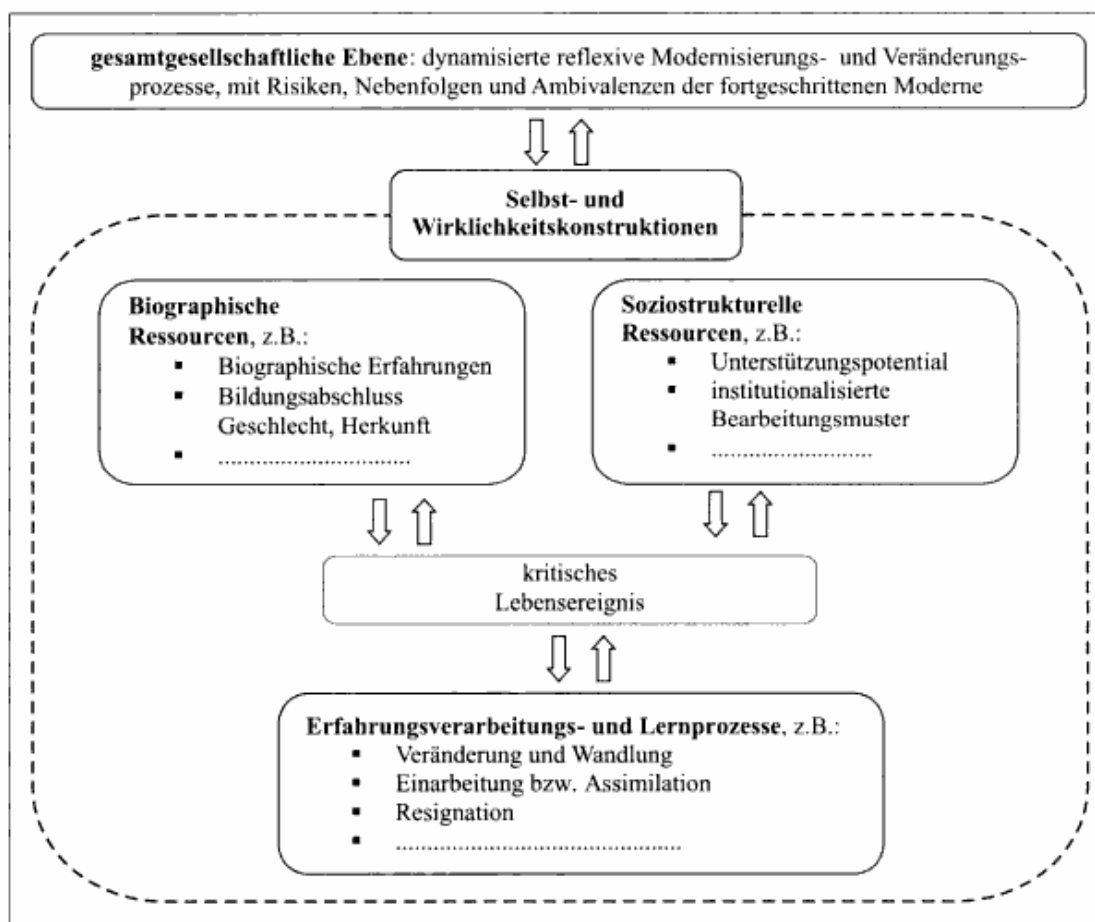 gesamtgesellschaftliche Ebene: dynamisierte reflexive Modernisierungs- und Veränderungs-
prozesse, mit Risiken, Nebenfolgen und Ambivalenzen der fortgeschrittenen Moderne
Selbst- und
Wirklichkeitskonstruktionen
Biographische
Ressourcen, z.B.:
▪ Biographische Erfahrungen
▪ Bildungsabschluss
Geschlecht, Herkunft
▪ ................................
Soziostrukturelle
Ressourcen, z.B.:
▪ Unterstützungspotential
▪ institutionalisierte
Bearbeitungsmuster
▪ ..........................
kritisches
Lebensereignis
Erfahrungsverarbeitungs- und Lernprozesse, z.B.:
▪ Veränderung und Wandlung
▪ Einarbeitung bzw. Assimilation
▪ Resignation
▪ ..............................................